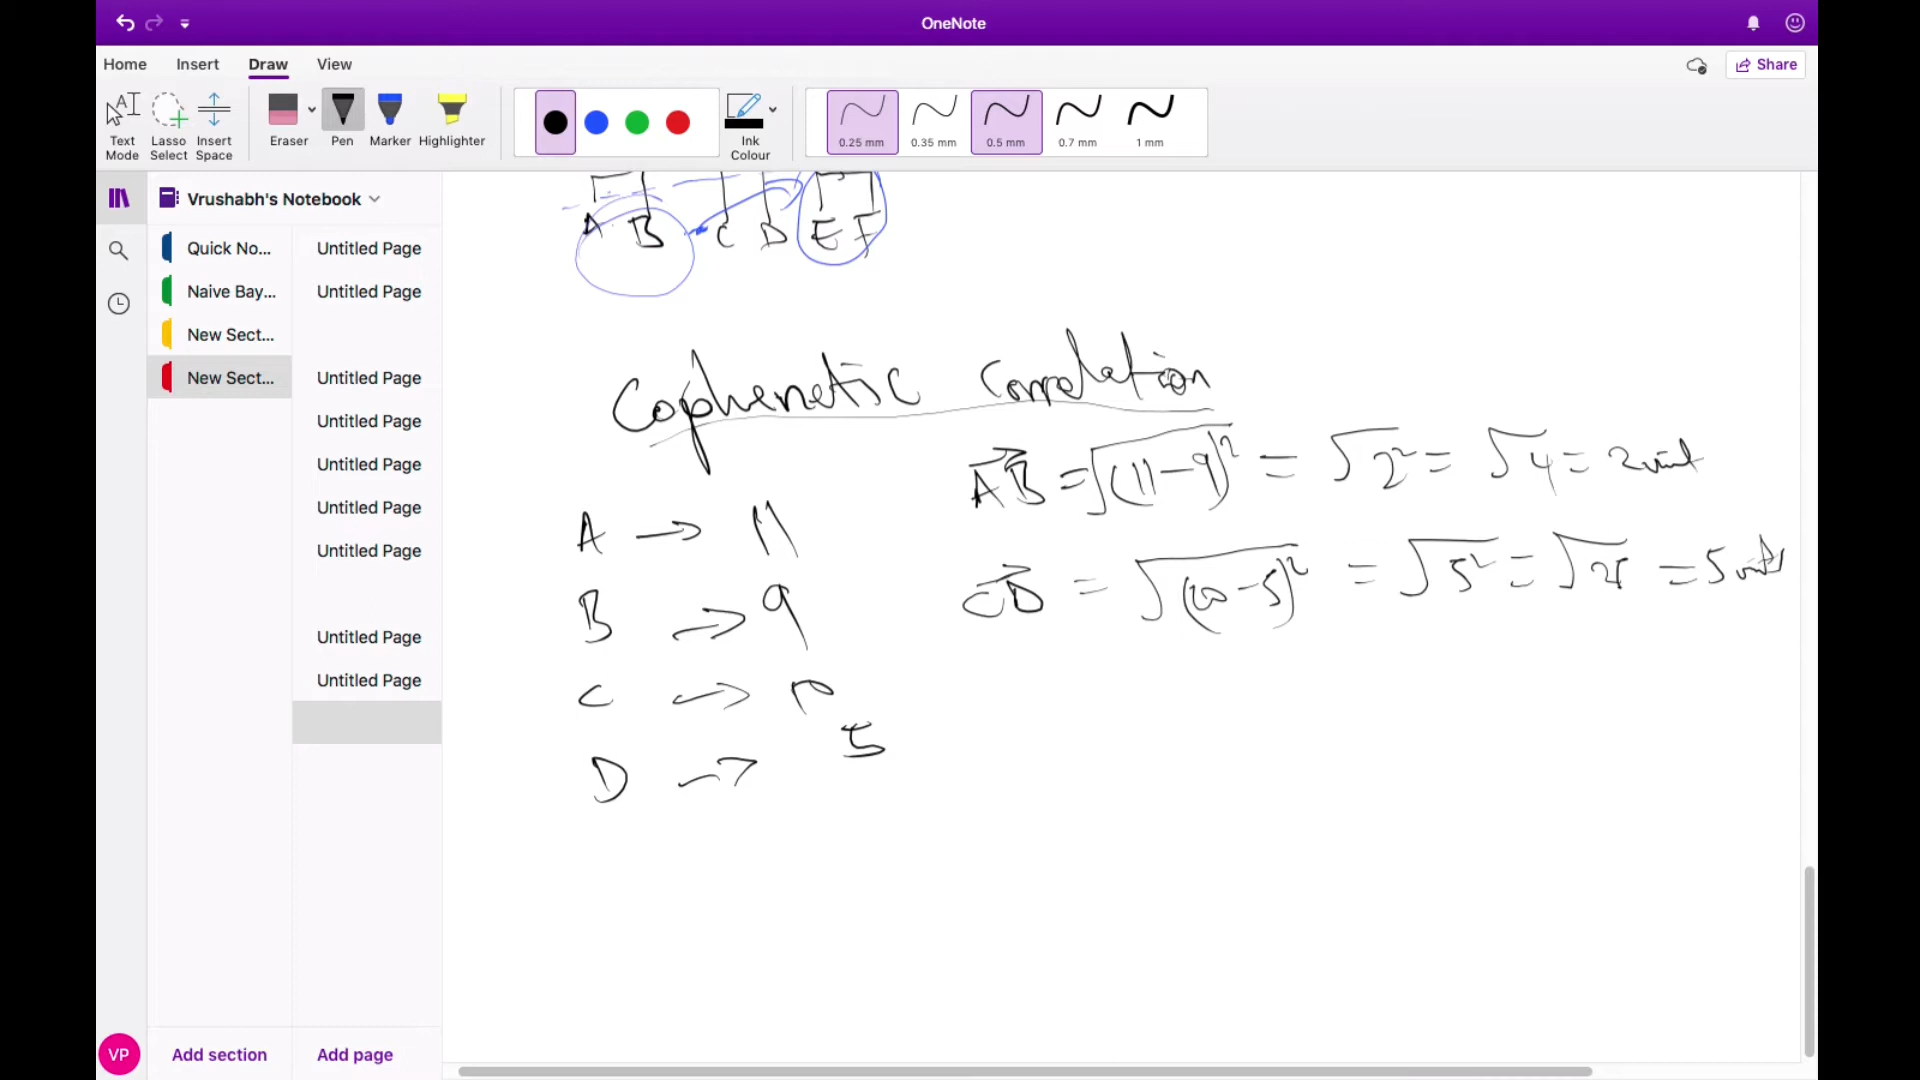 OneNote
Home Insert Draw View
Share
Text Mode
Lasso Select
Insert Space
Eraser
Pen
Marker
Highlighter
Ink Colour
0.25 mm
0.35 mm
0.5 mm
0.7 mm
1 mm
Vrushabh's Notebook
Quick No...
Naive Bay...
New Sect...
New Sect...
Untitled Page
Untitled Page
Untitled Page
Untitled Page
Untitled Page
Untitled Page
Untitled Page
Untitled Page
Untitled Page
A B C D E F
Cophenetic Correlation
AB = √(11-9)² = √2² = √4 = 2 unit
CD = √(10-5)² = √5² = √25 = 5 units
A → 11
B → 9
C →
D → 5
VP
Add section
Add page